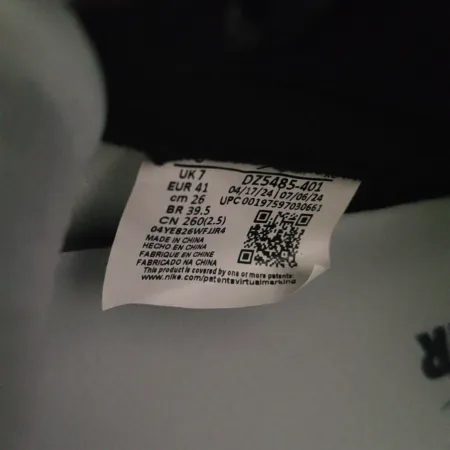 UK 7
EUR 41
cm 26
BR 39.5
CN 260(2.5)
04YE826WFJJR4
DZ5485-401
04/17/24 07/06/24
UPC 00197597030661
MADE IN CHINA
HECHO EN CHINA
FABRIQUE EN CHINE
FABRICADO NA CHINA
This product is covered by one or more patents
www.nike.com/patentsvirtualmarking
R